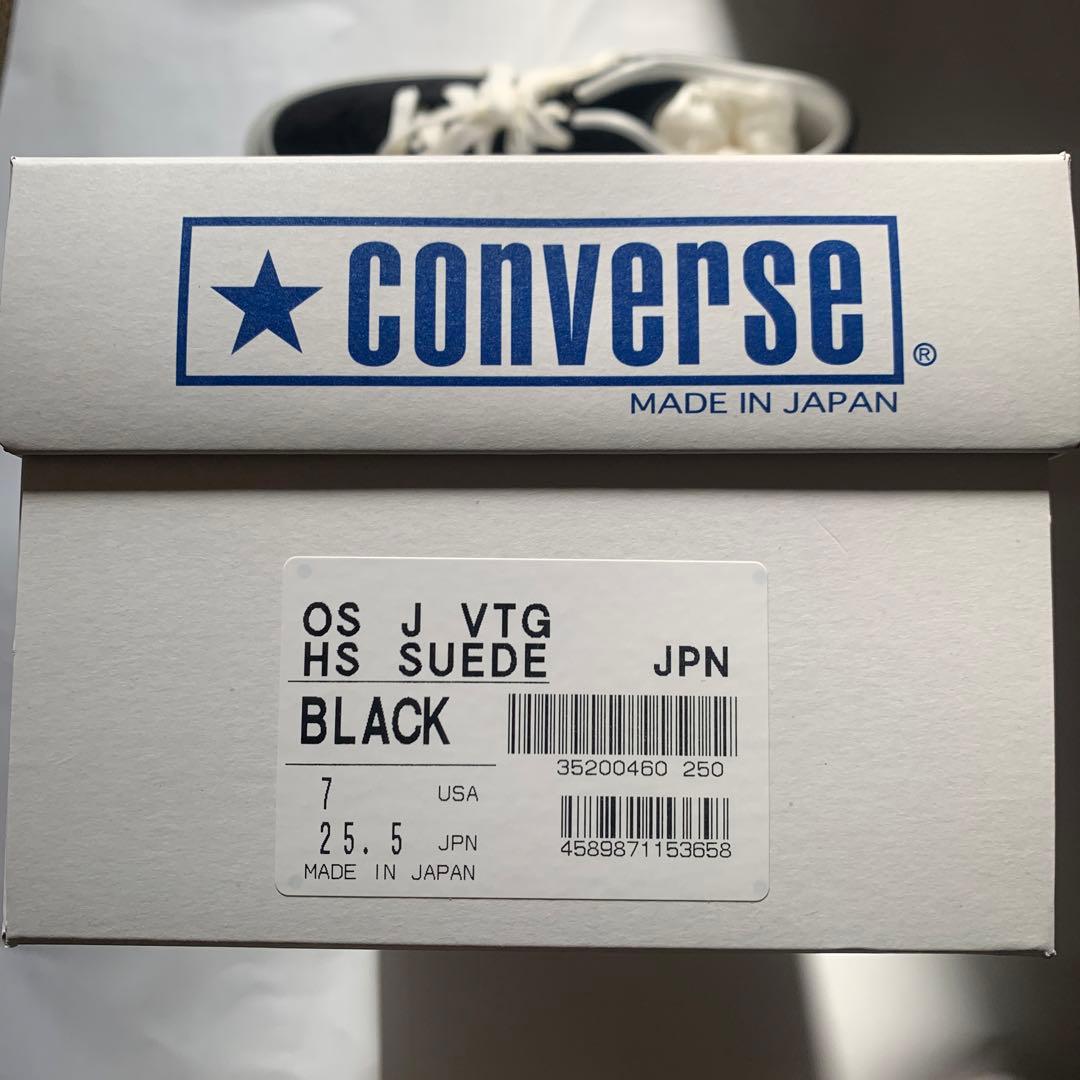 ★ converse ®
MADE IN JAPAN
OS J VTG
HS SUEDE JPN
BLACK
35200460 250
7 USA
25.5 JPN
4589871153658
MADE IN JAPAN